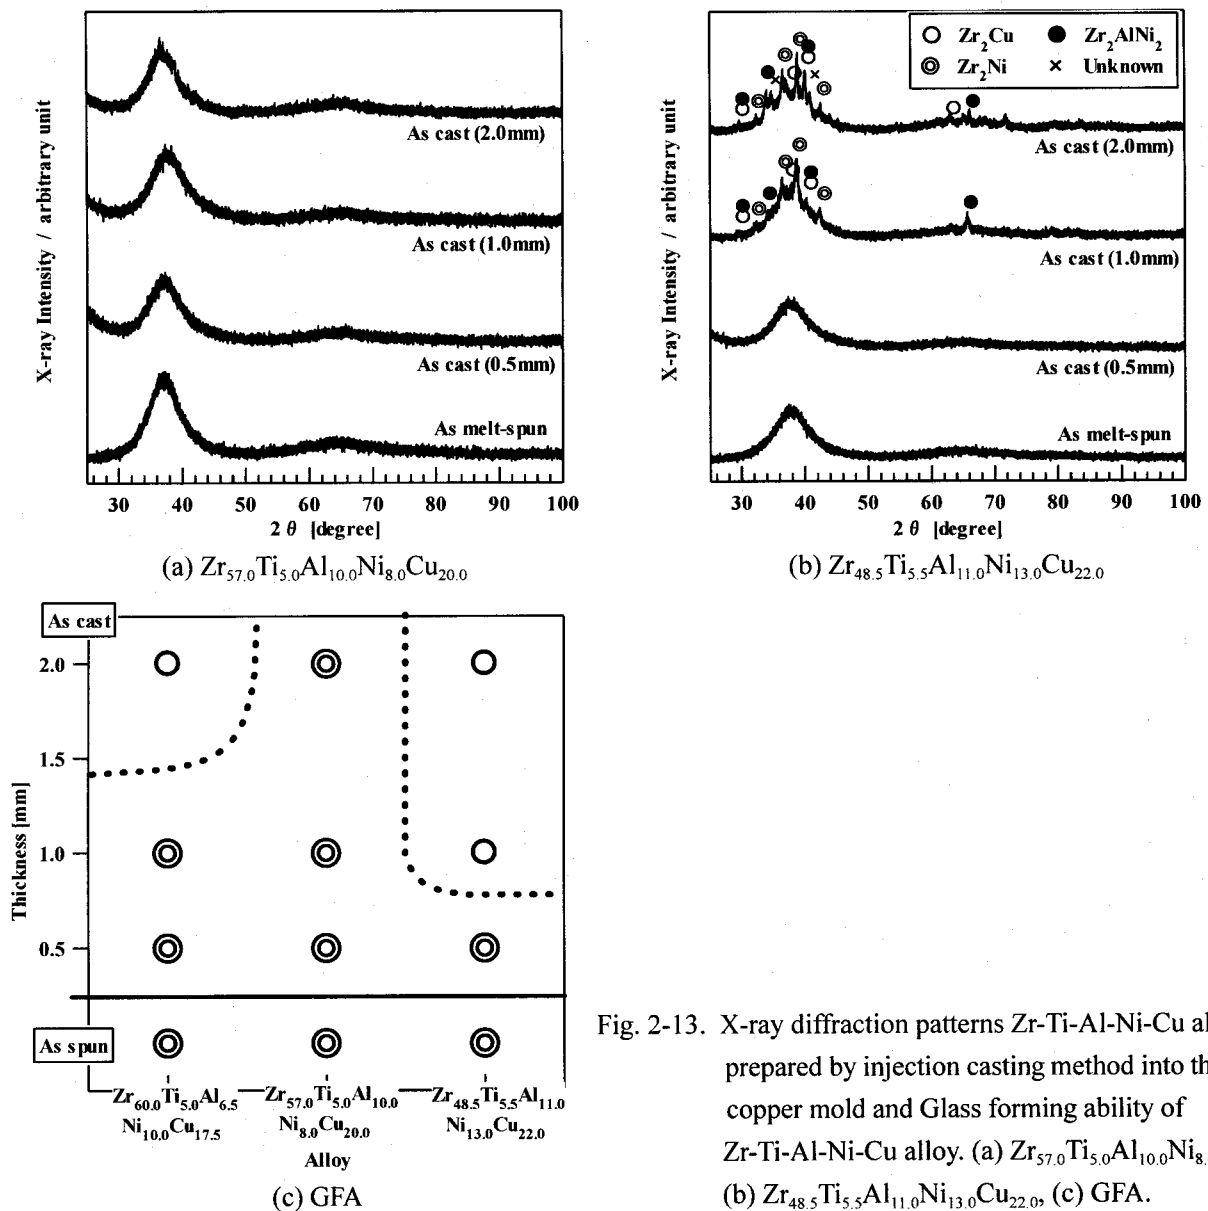 X-ray Intensity / arbitrary unit
As cast (2.0mm)
As cast (1.0mm)
As cast (0.5mm)
As melt-spun
30 40 50 60 70 80 90 100
2 θ [degree]
(a) Zr57.0Ti5.0Al10.0Ni8.0Cu20.0
X-ray Intensity / arbitrary unit
Zr2Cu Zr2AlNi2
Zr2Ni × Unknown
As cast (2.0mm)
As cast (1.0mm)
As cast (0.5mm)
As melt-spun
30 40 50 60 70 80 90 100
2 θ [degree]
(b) Zr48.5Ti5.5Al11.0Ni13.0Cu22.0
As cast
Thickness [mm]
2.0
1.5
1.0
0.5
As spun
Zr60.0Ti5.0Al6.5
Ni10.0Cu17.5
Zr57.0Ti5.0Al10.0
Ni8.0Cu20.0
Zr48.5Ti5.5Al11.0
Ni13.0Cu22.0
Alloy
(c) GFA
Fig. 2-13. X-ray diffraction patterns Zr-Ti-Al-Ni-Cu al
prepared by injection casting method into th
copper mold and Glass forming ability of
Zr-Ti-Al-Ni-Cu alloy. (a) Zr57.0Ti5.0Al10.0Ni8.
(b) Zr48.5Ti5.5Al11.0Ni13.0Cu22.0, (c) GFA.